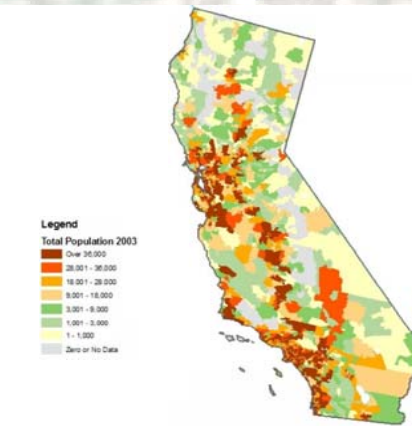 Legend
Total Population 2003
Over 36,000
28,001 - 36,000
18,001 - 28,000
9,001 - 18,000
3,001 - 9,000
1,001 - 3,000
1 - 1,000
Zero or No Data